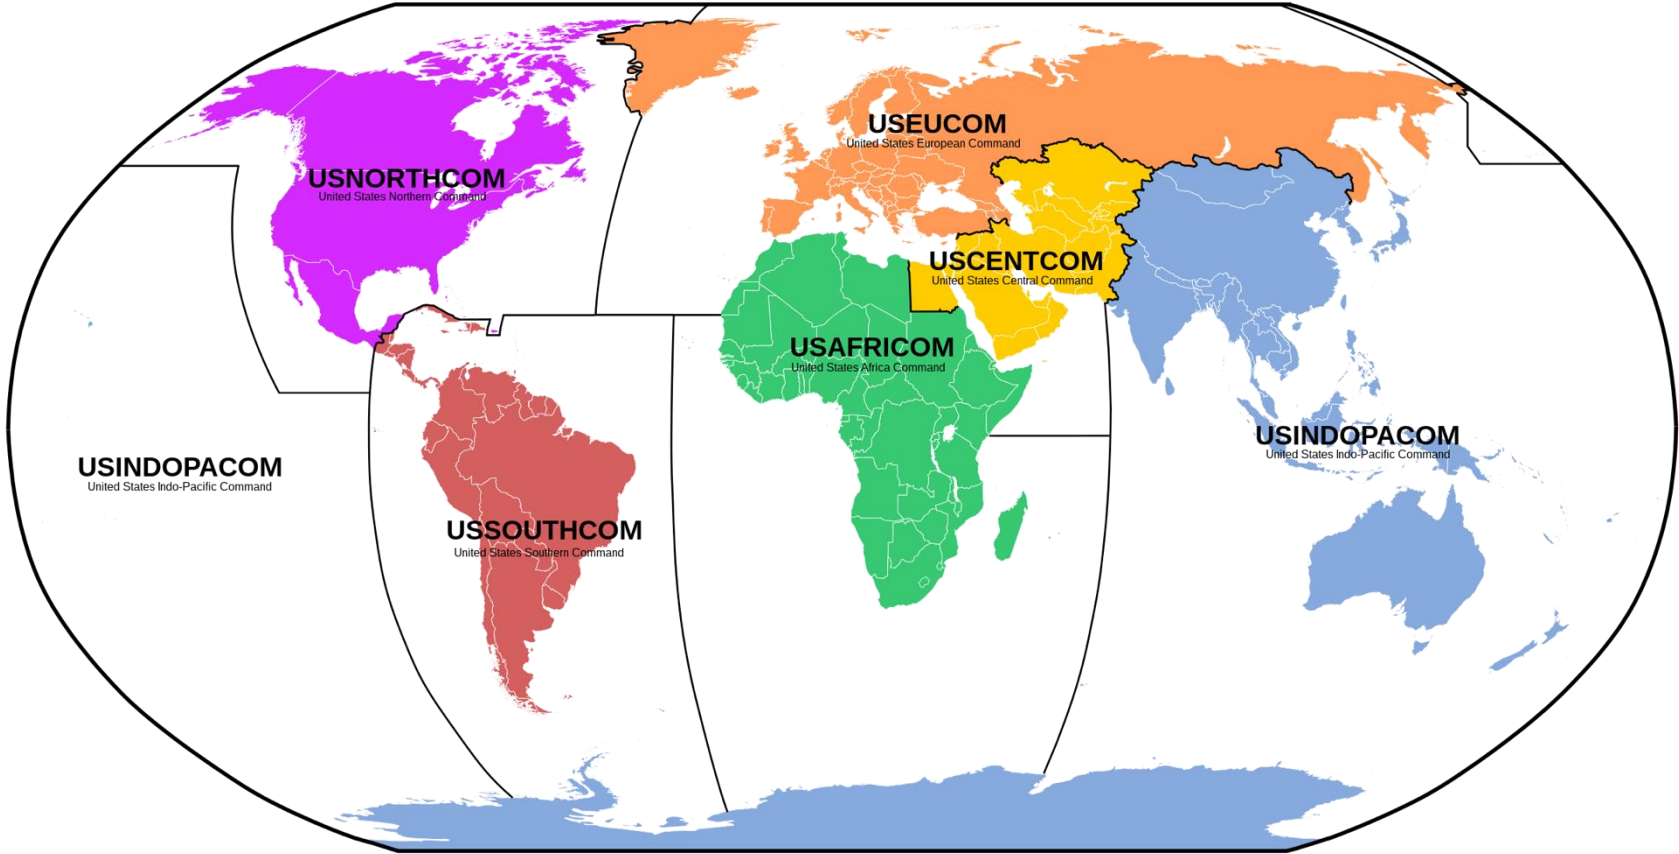 USEUCOM
United States European Command
USNORTHCOM
United States Northern Command
USCENTCOM
United States Central Command
USAFRICOM
United States Africa Command
USINDOPACOM
United States Indo-Pacific Command
USINDOPACOM
United States Indo-Pacific Command
USSOUTHCOM
United States Southern Command